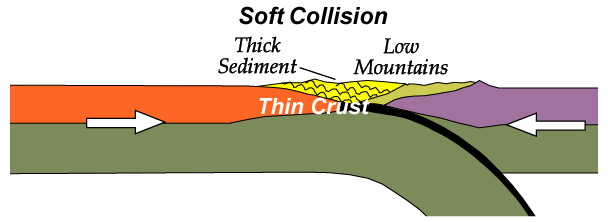 Soft Collision
Thick
Sediment
Low
Mountains
Thin Crust